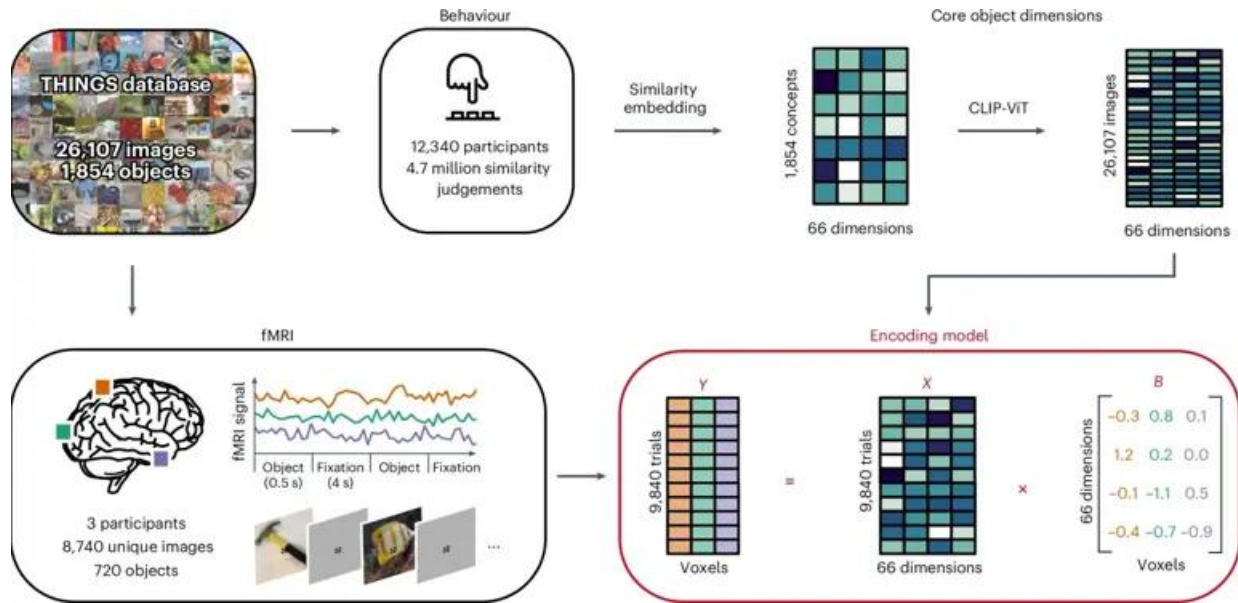 Behaviour
Core object dimensions
THINGS database
26,107 images
1,854 objects
12,340 participants
4.7 million similarity
judgements
Similarity
embedding
1,854 concepts
66 dimensions
CLIP-ViT
26,107 images
66 dimensions
fMRI
fMRI signal
Object
(0.5 s)
Fixation
(4 s)
Object
Fixation
...
3 participants
8,740 unique images
720 objects
Encoding model
Y
9,840 trials
Voxels
=
X
9,840 trials
66 dimensions
×
B
66 dimensions
−0.3 0.8 0.1
1.2 0.2 0.0
−0.1 −1.1 0.5
−0.4 −0.7 −0.9
Voxels